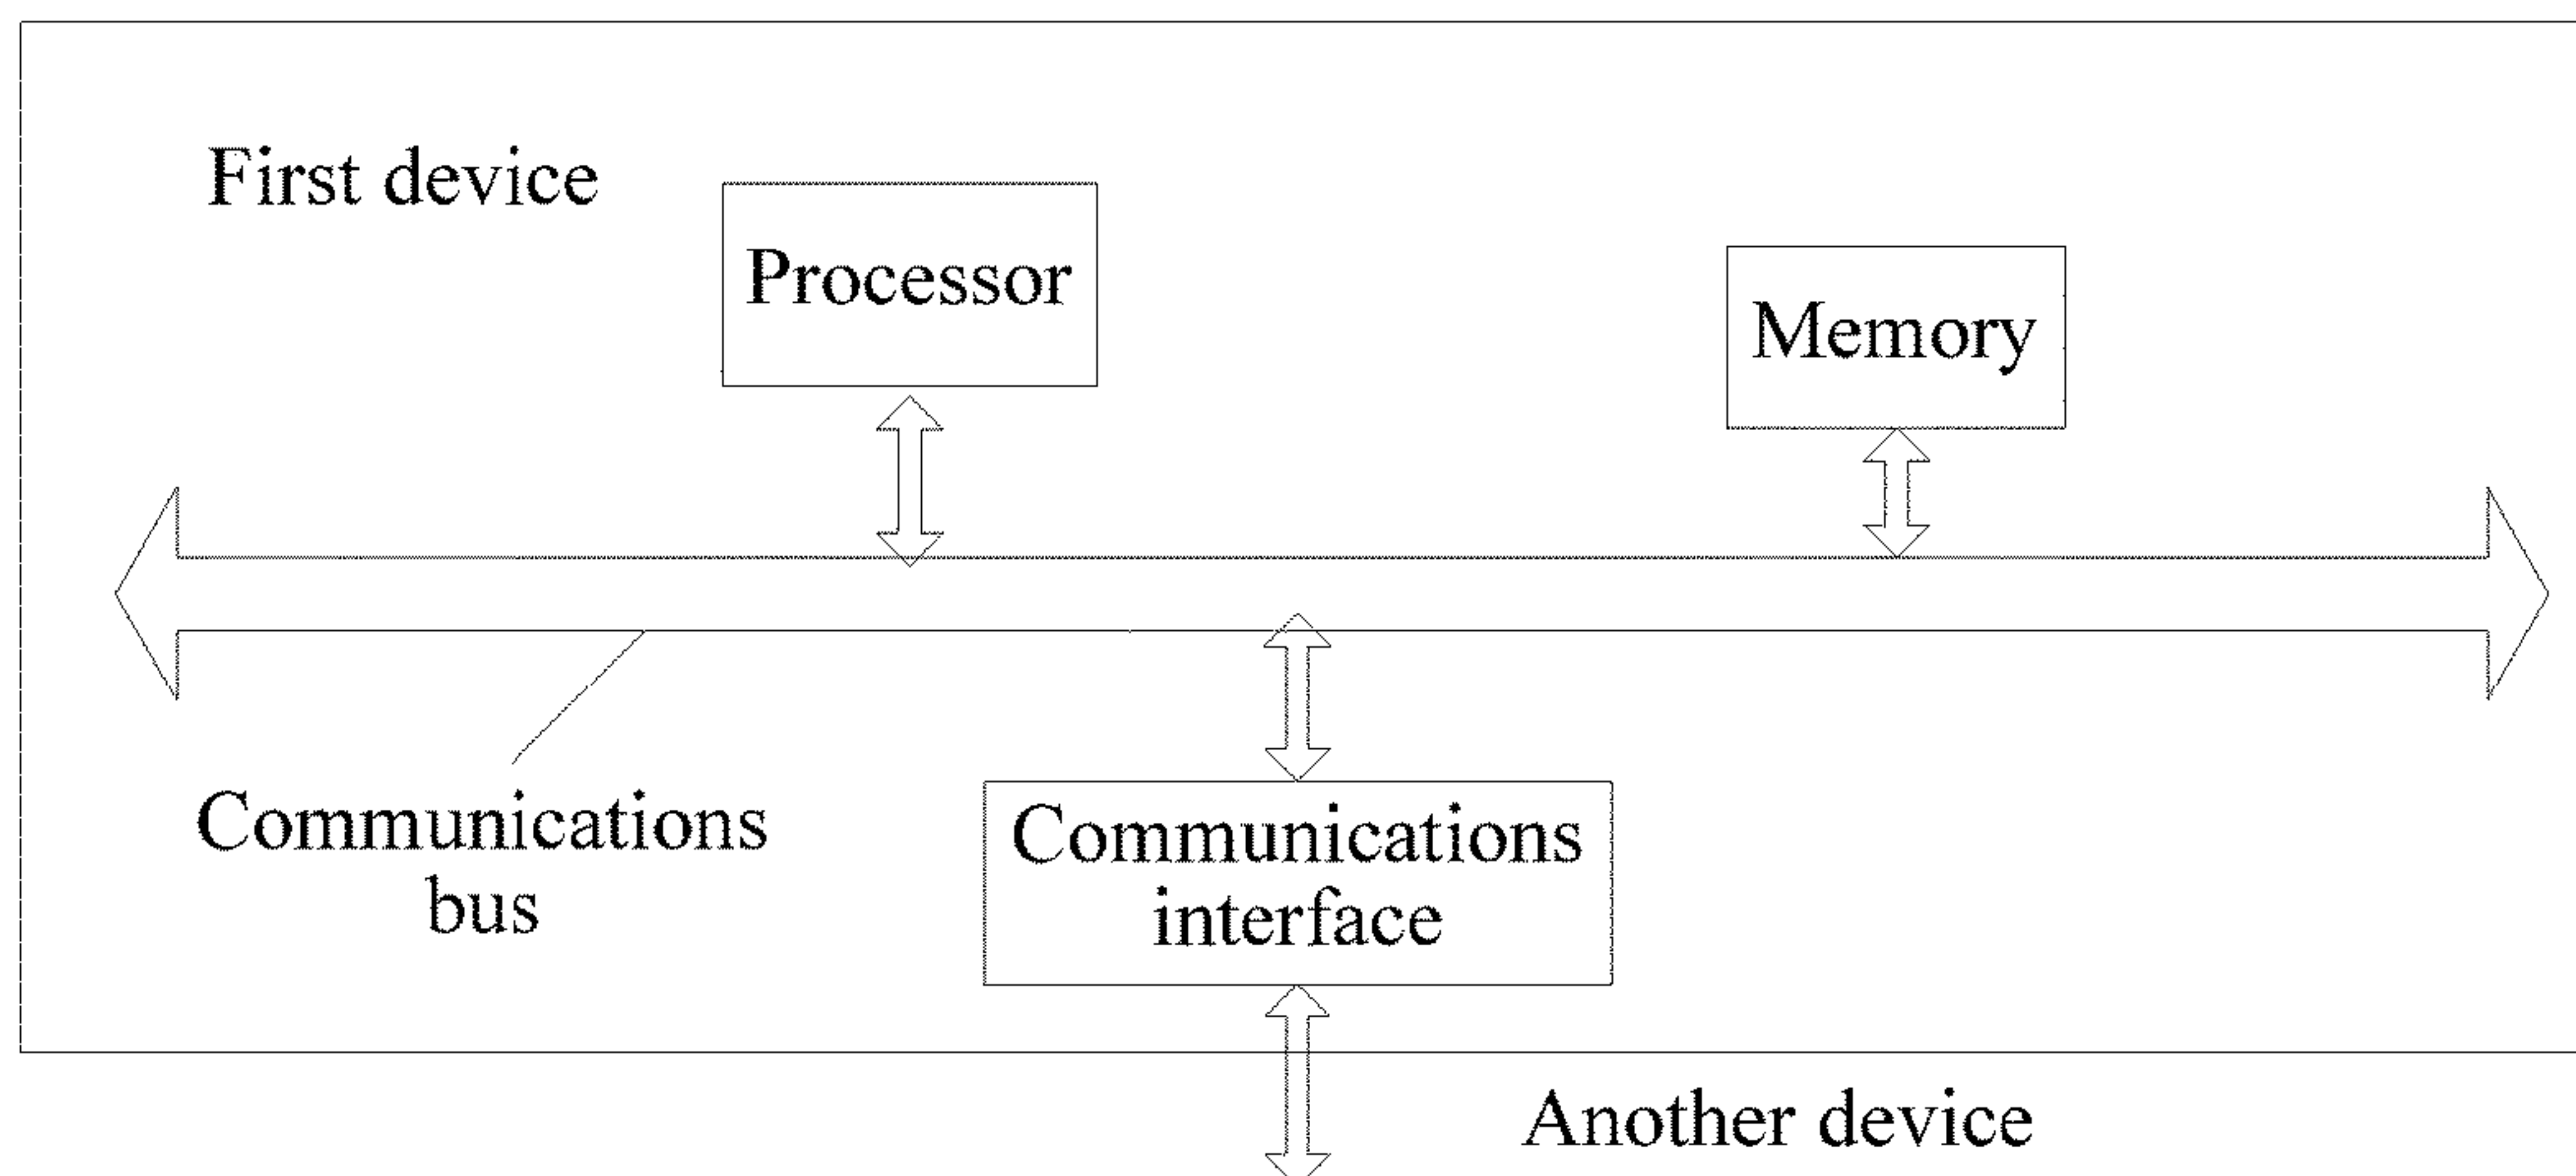 First device
Processor
Memory
Communications
bus
Communications
interface
Another device